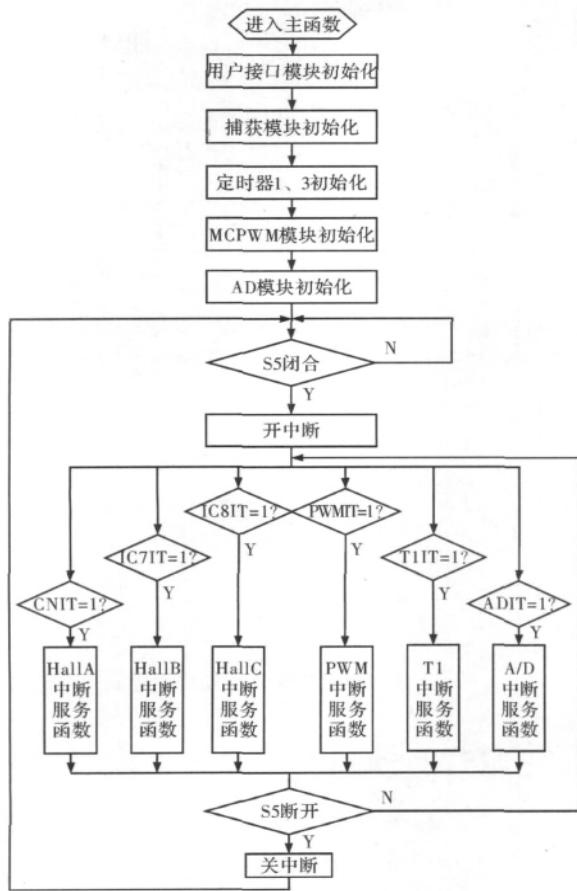 进入主函数
用户接口模块初始化
捕获模块初始化
定时器1、3初始化
MCPWM模块初始化
AD模块初始化
S5闭合
N
Y
开中断
IC8IT=1?
PWMIT=1?
Y
Y
IC7IT=1?
T1IT=1?
Y
Y
CNIT=1?
ADIT=1?
Y
Y
HallA
中断
服务
函数
HallB
中断
服务
函数
HallC
中断
服务
函数
PWM
中断
服务
函数
T1
中断
服务
函数
A/D
中断
服务
函数
S5断开
N
Y
关中断